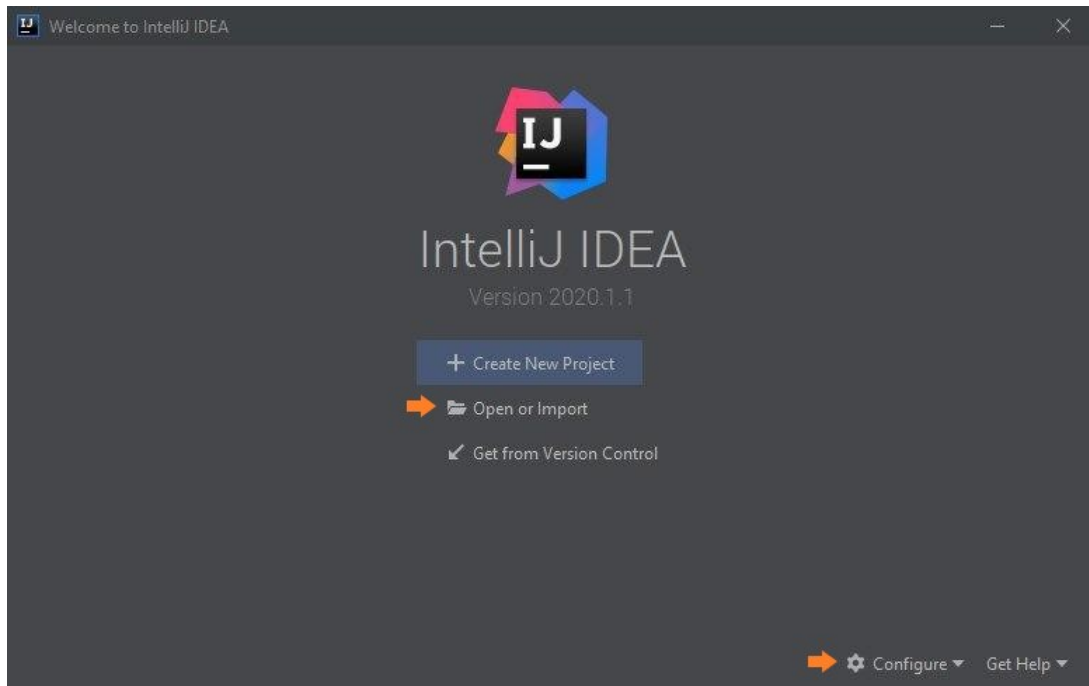 Welcome to IntelliJ IDEA
IJ
IntelliJ IDEA
Version 2020.1.1
Create New Project
Open or Import
Get from Version Control
Configure
Get Help